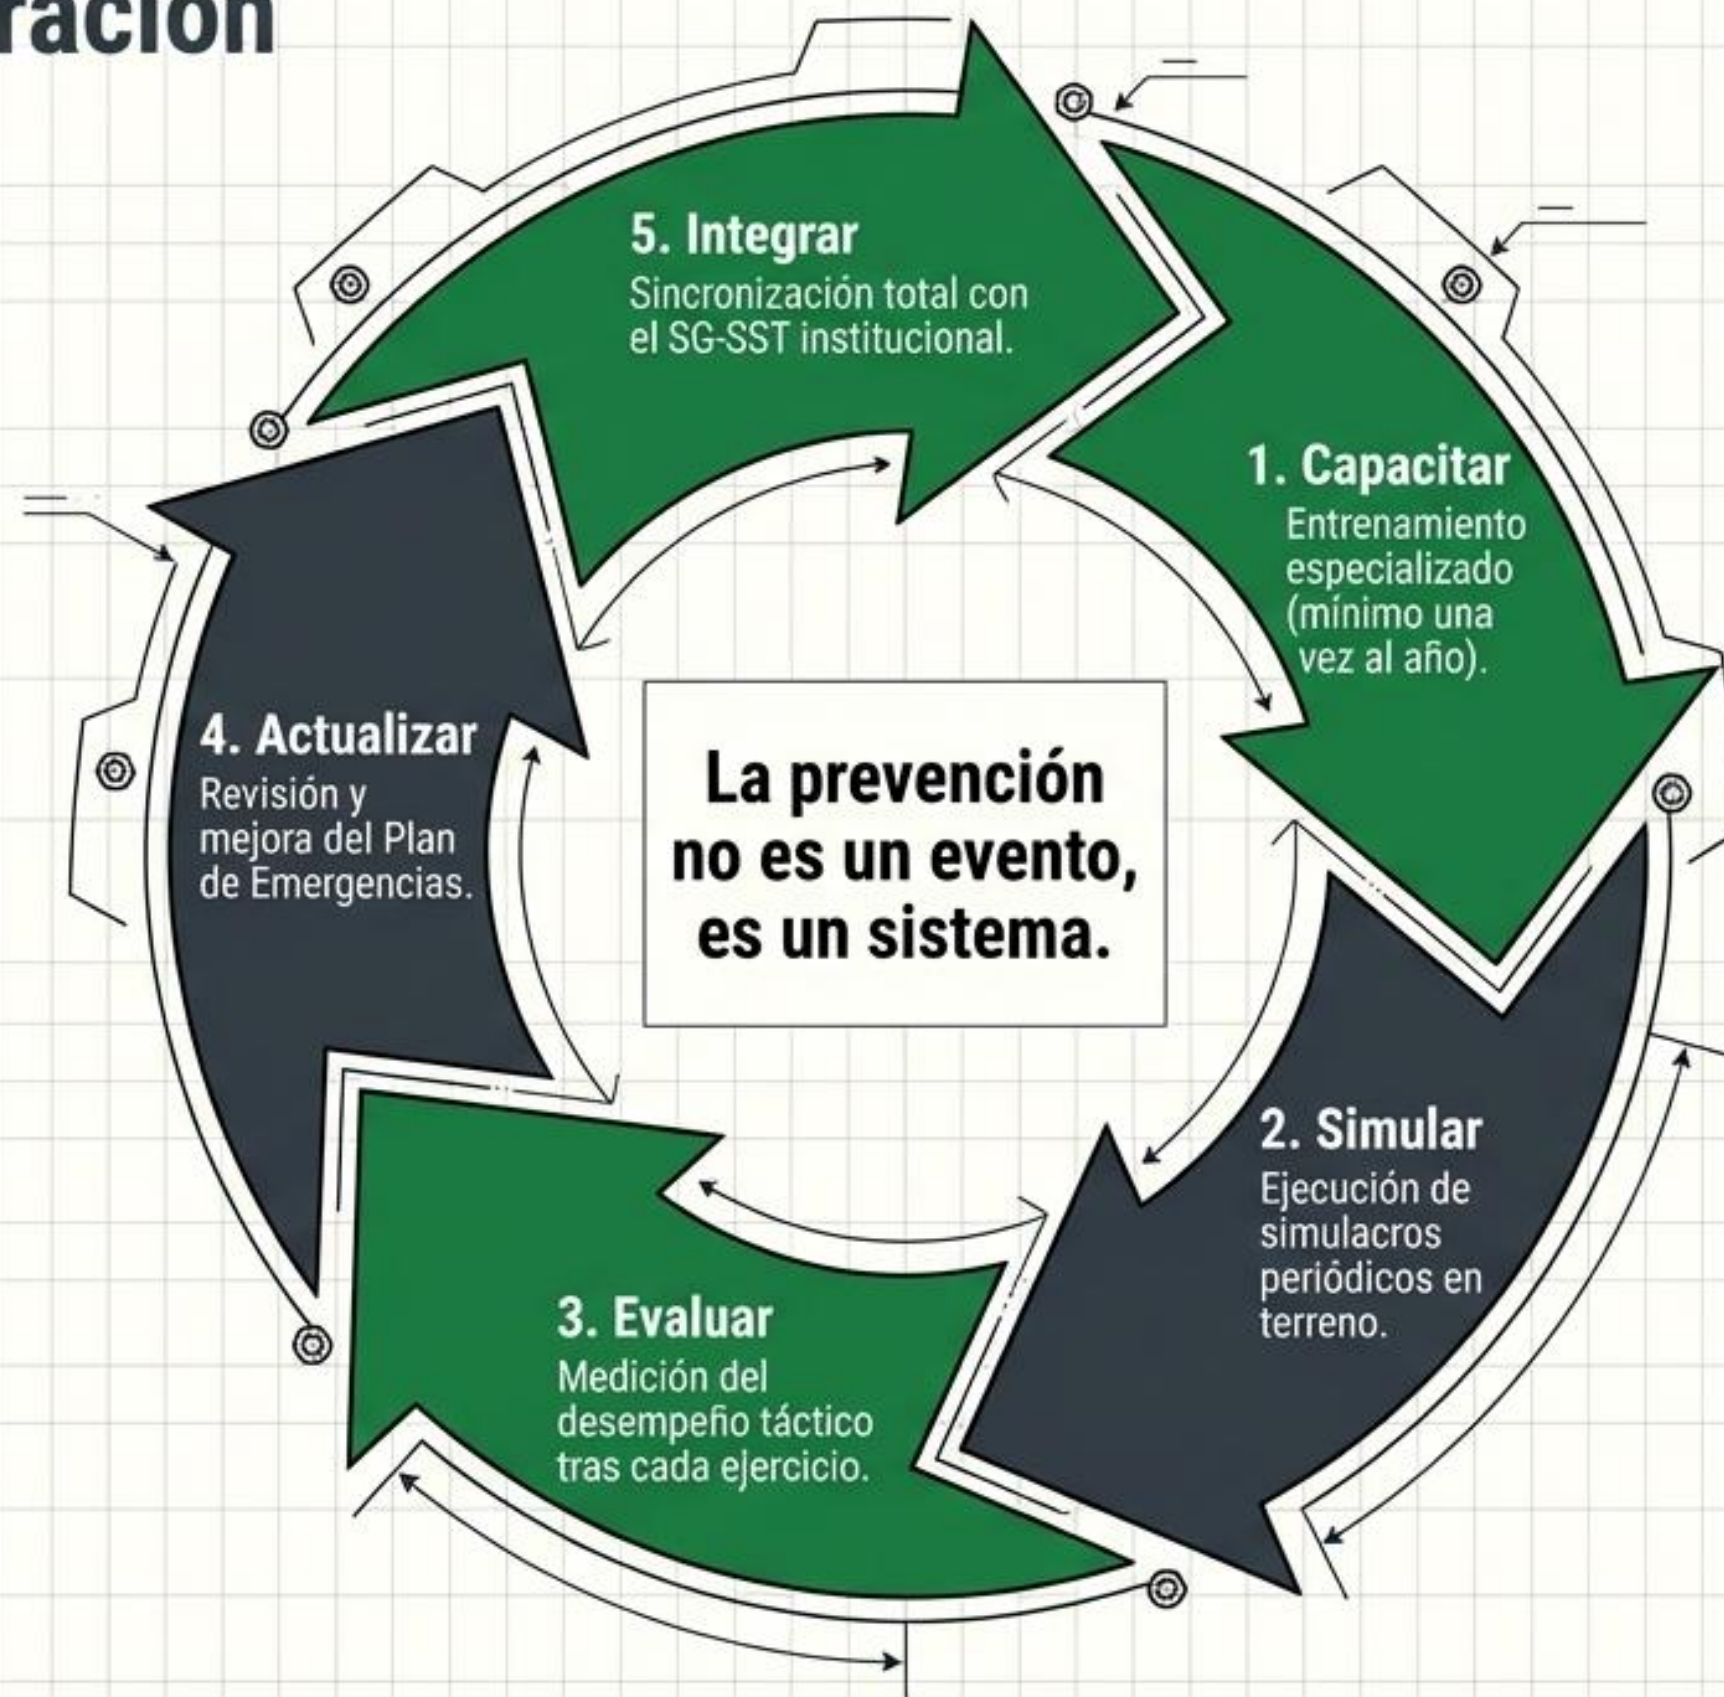 ración
5. Integrar
Sincronización total con
el SG-SST institucional.
1. Capacitar
Entrenamiento
especializado
(mínimo una
vez al año).
4. Actualizar
Revisión y
mejora del Plan
de Emergencias.
La prevención
no es un evento,
es un sistema.
2. Simular
Ejecución de
simulacros
periódicos en
terreno.
3. Evaluar
Medición del
desempeño táctico
tras cada ejercicio.